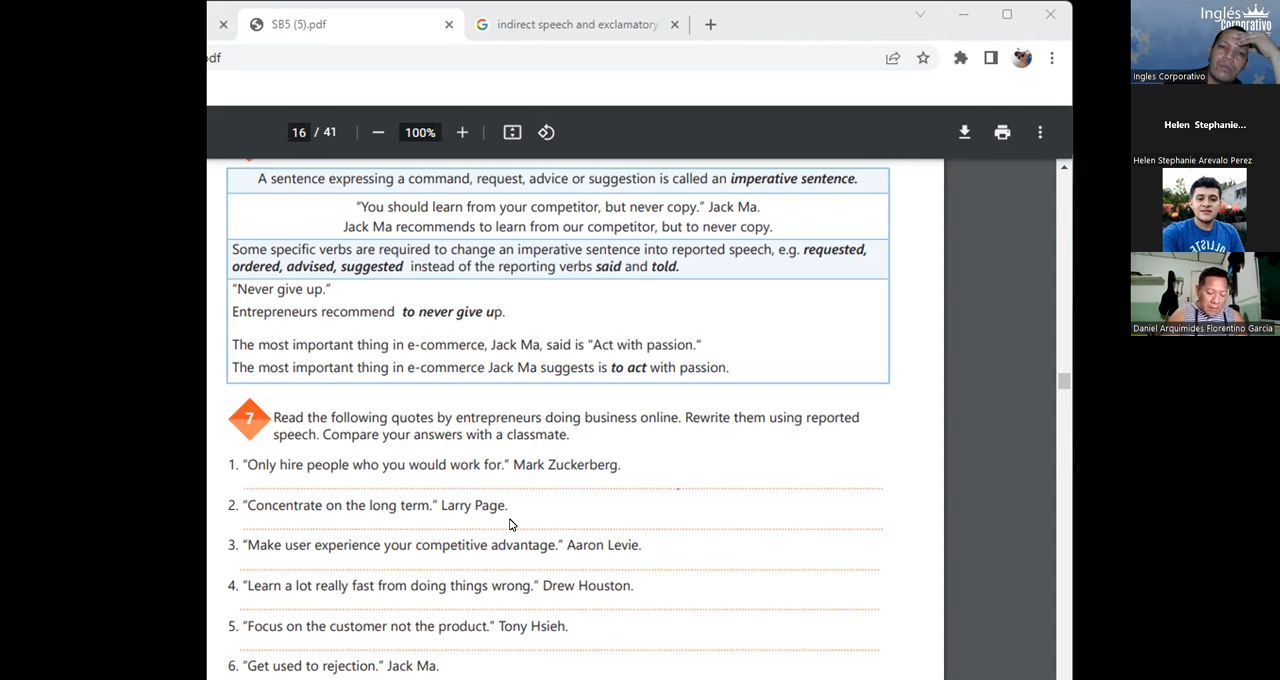 SB5 (5).pdf
indirect speech and exclamatory
df
16 / 41
100%
A sentence expressing a command, request, advice or suggestion is called an imperative sentence.
“You should learn from your competitor, but never copy.” Jack Ma.
Jack Ma recommends to learn from our competitor, but to never copy.
Some specific verbs are required to change an imperative sentence into reported speech, e.g. requested,
ordered, advised, suggested instead of the reporting verbs said and told.
“Never give up.”
Entrepreneurs recommend to never give up.
The most important thing in e-commerce, Jack Ma, said is “Act with passion.”
The most important thing in e-commerce Jack Ma suggests is to act with passion.
7
Read the following quotes by entrepreneurs doing business online. Rewrite them using reported
speech. Compare your answers with a classmate.
1. “Only hire people who you would work for.” Mark Zuckerberg.
2. “Concentrate on the long term.” Larry Page.
3. “Make user experience your competitive advantage.” Aaron Levie.
4. “Learn a lot really fast from doing things wrong.” Drew Houston.
5. “Focus on the customer not the product.” Tony Hsieh.
6. “Get used to rejection.” Jack Ma.
Inglés
Corporativo
Ingles Corporativo
Helen Stephanie...
Helen Stephanie Arevalo Perez
Daniel Arquimides Florentino Garcia